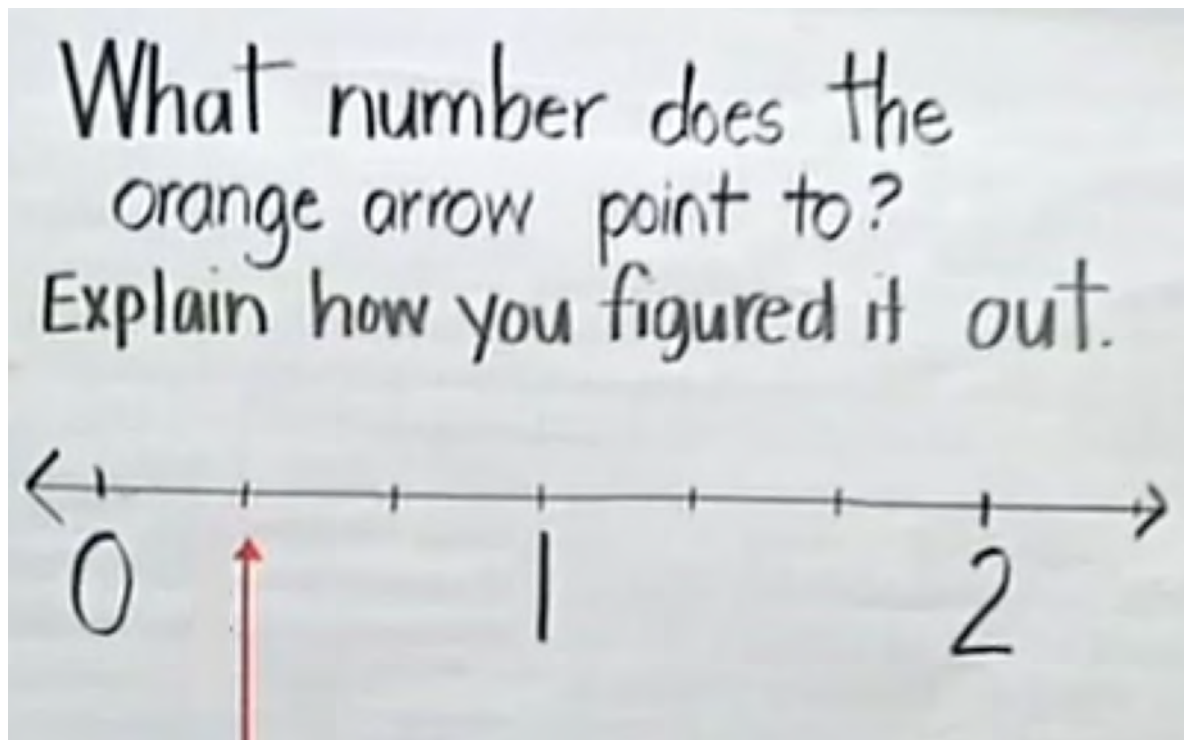 What number does the
orange arrow point to?
Explain how you figured it out.
0 1 2